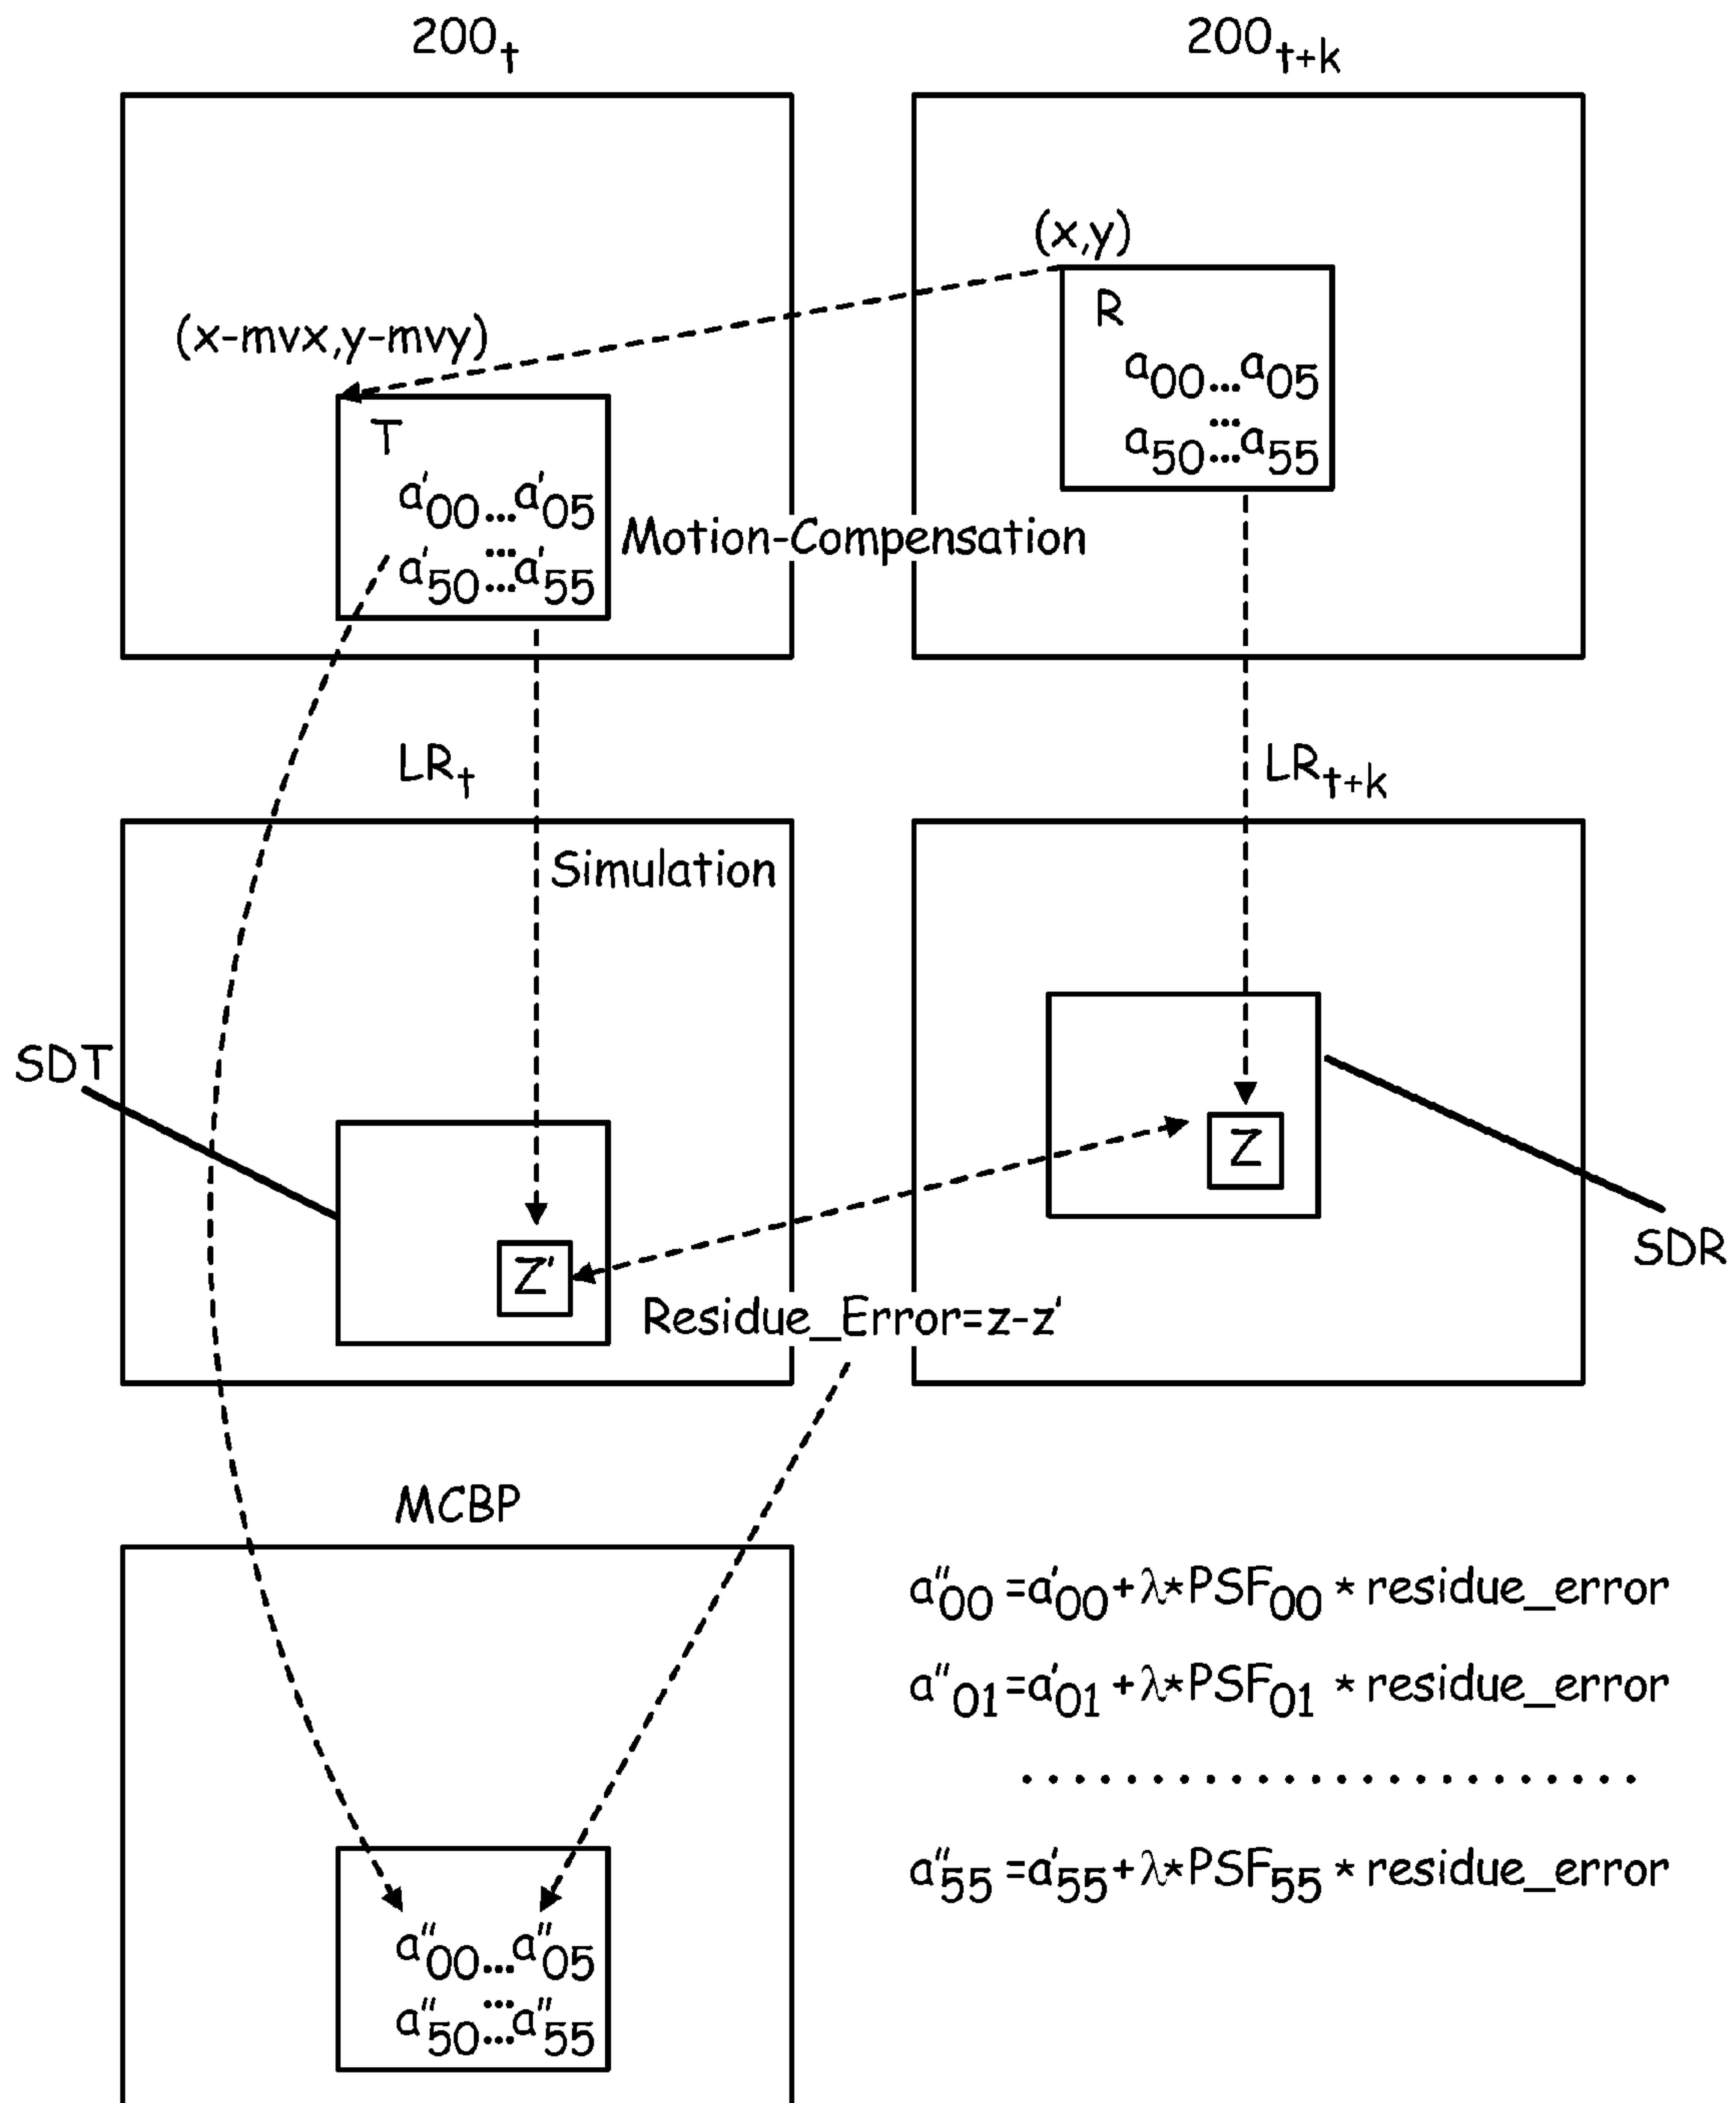 200t
200t+k
(x,y)
(x-mvx,y-mvy)
R
a00...a05
...
a50...a55
T
a'00...a'05
...
a'50...a'55
Motion-Compensation
LRt
LRt+k
Simulation
SDT
Z
SDR
Z'
Residue_Error=z-z'
MCBP
a"00=a'00+λ*PSF00*residue_error
a"01=a'01+λ*PSF01*residue_error
........................
a"55=a'55+λ*PSF55*residue_error
a"00...a"05
...
a"50...a"55